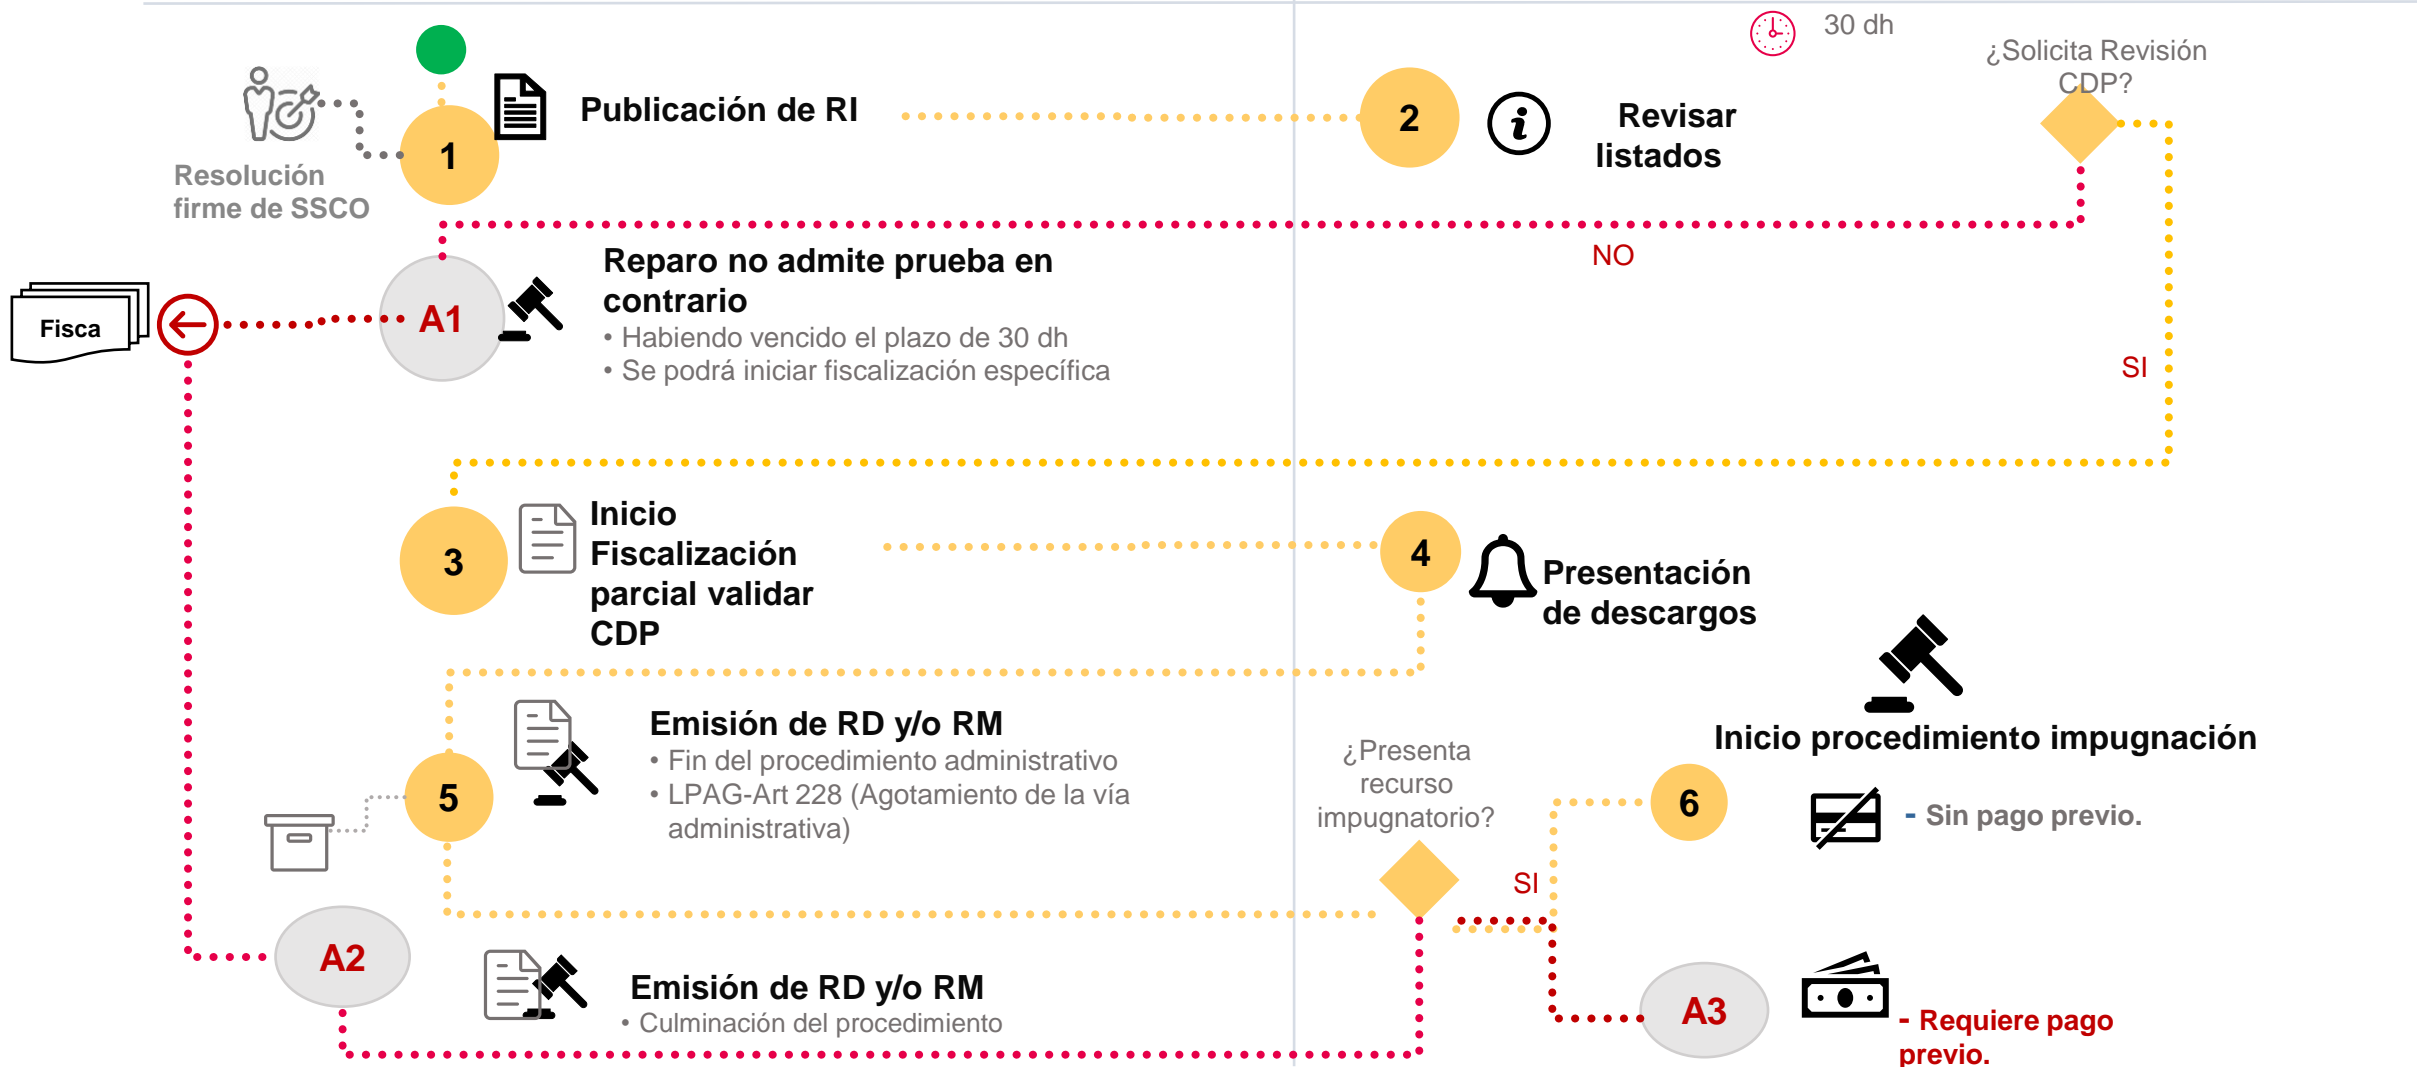 30 dh
¿Solicita Revisión
CDP?
1
Publicación de RI
2
Revisar
listados
Resolución
firme de SSCO
NO
Reparo no admite prueba en
contrario
• Habiendo vencido el plazo de 30 dh
• Se podrá iniciar fiscalización específica
A1
Fisca
SI
3
Inicio
Fiscalización
parcial validar
CDP
4
Presentación
de descargos
5
Emisión de RD y/o RM
• Fin del procedimiento administrativo
• LPAG-Art 228 (Agotamiento de la vía
administrativa)
¿Presenta
recurso
impugnatorio?
Inicio procedimiento impugnación
6
- Sin pago previo.
SI
A2
Emisión de RD y/o RM
• Culminación del procedimiento
A3
- Requiere pago
previo.